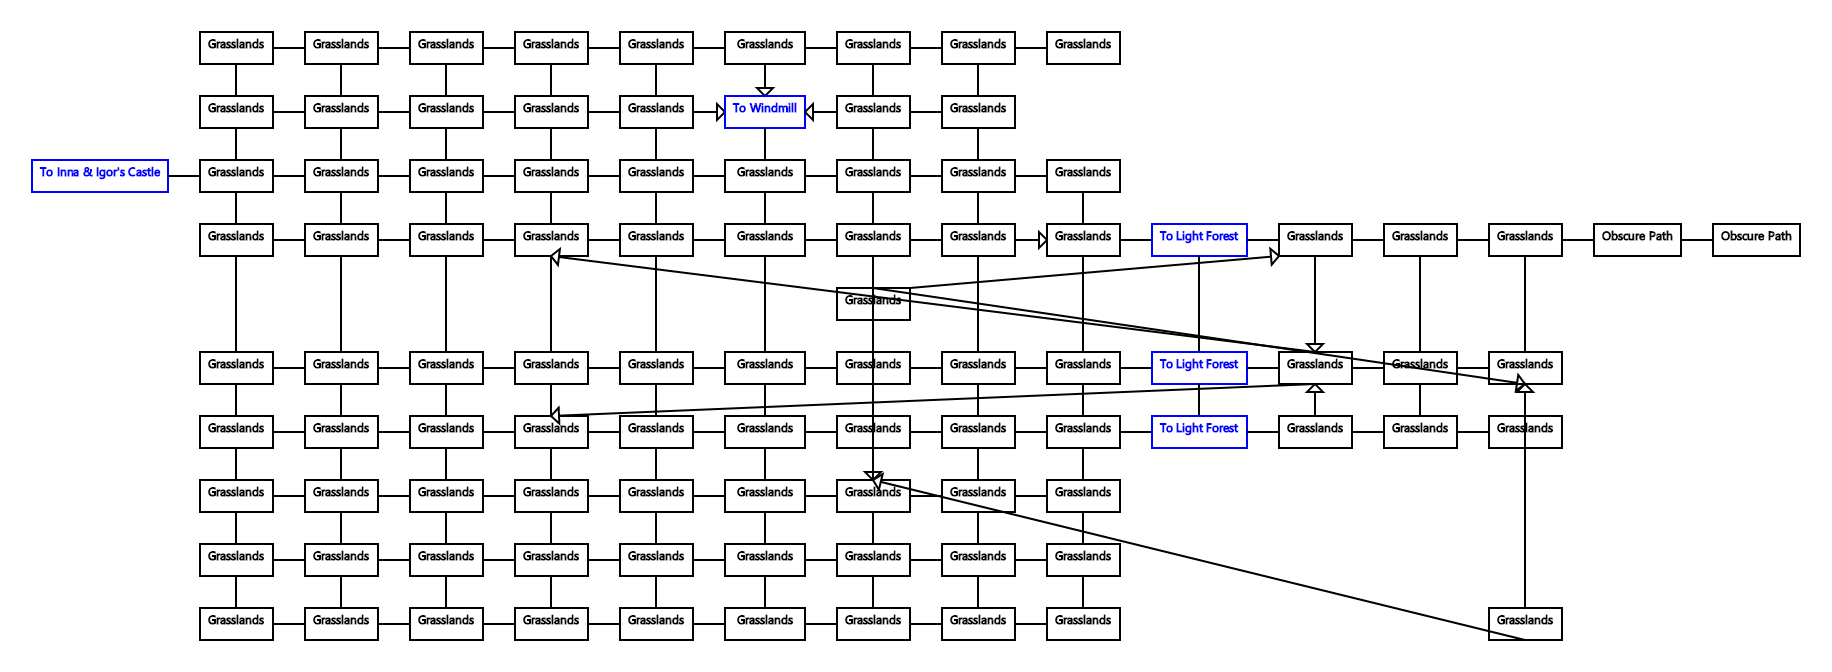 Grasslands Grasslands Grasslands Grasslands Grasslands Grasslands Grasslands Grasslands Grasslands
Grasslands Grasslands Grasslands Grasslands Grasslands To Windmill Grasslands Grasslands
To Inna & Igor's Castle Grasslands Grasslands Grasslands Grasslands Grasslands Grasslands Grasslands Grasslands Grasslands
Grasslands Grasslands Grasslands Grasslands Grasslands Grasslands Grasslands Grasslands Grasslands To Light Forest Grasslands Grasslands Grasslands Obscure Path Obscure Path
Grasslands
Grasslands Grasslands Grasslands Grasslands Grasslands Grasslands Grasslands Grasslands Grasslands To Light Forest Grasslands Grasslands Grasslands
Grasslands Grasslands Grasslands Grasslands Grasslands Grasslands Grasslands Grasslands Grasslands To Light Forest Grasslands Grasslands Grasslands
Grasslands Grasslands Grasslands Grasslands Grasslands Grasslands Grasslands Grasslands Grasslands
Grasslands Grasslands Grasslands Grasslands Grasslands Grasslands Grasslands Grasslands Grasslands
Grasslands Grasslands Grasslands Grasslands Grasslands Grasslands Grasslands Grasslands Grasslands Grasslands